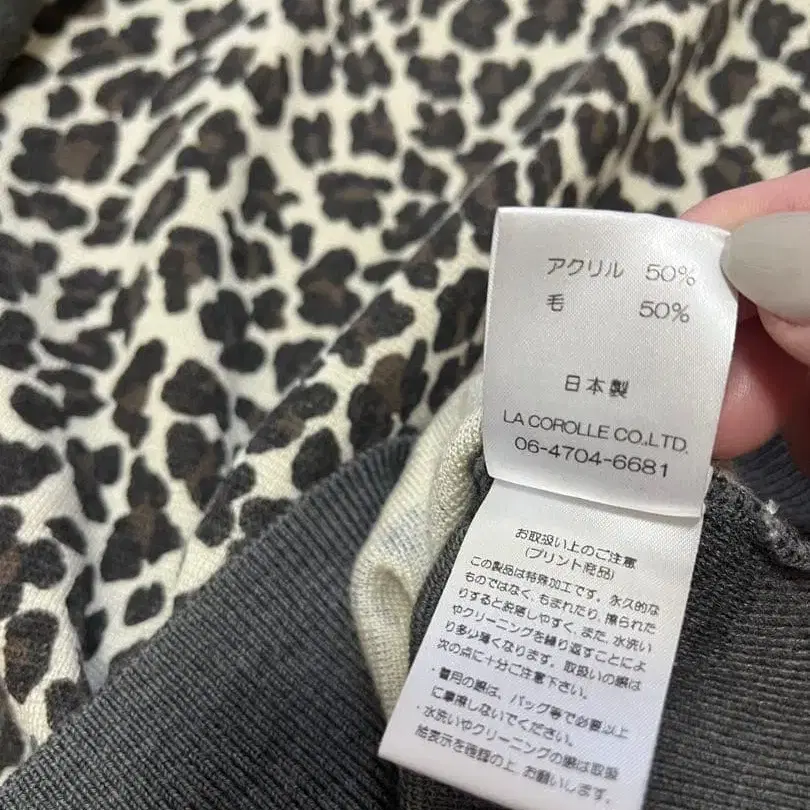 アクリル 50%
毛 50%
日本製
LA COROLLE CO.,LTD.
06-4704-6681
お取扱い上のご注意
(プリント商品)
この製品は特殊加工です。永久的な
ものではなく、もまれたり、擦られた
りすると脱落しやすく、また、水洗い
やクリーニングを繰り返すことによ
り多少薄くなります。取扱いの際は
次の点に十分ご注意下さい。
・着用の際は、バッグ等で必要以上
に摩擦しないでください。
・水洗いやクリーニングの際は取扱
絵表示を確認の上、お願いします。